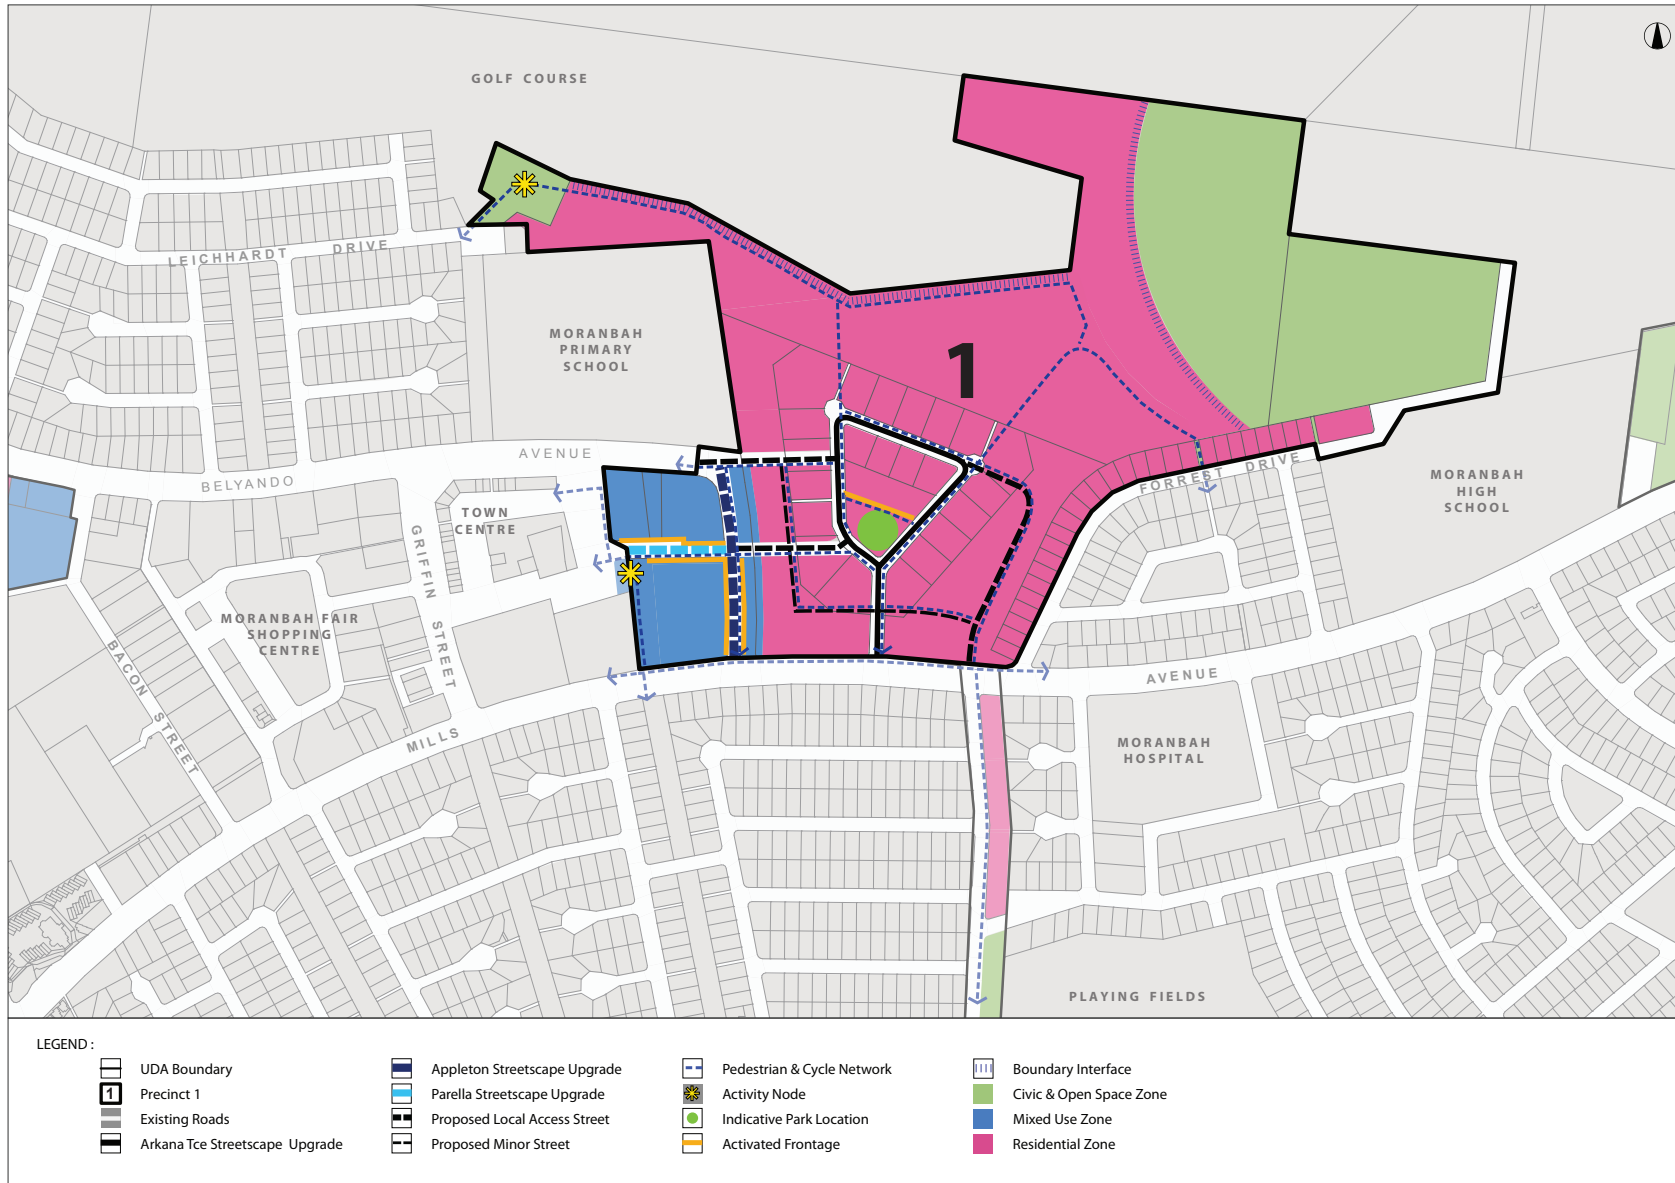 GOLF COURSE
LEICHHARDT DRIVE
MORANBAH
PRIMARY
SCHOOL
1
AVENUE
BELYANDO
TOWN
CENTRE
GRIFFIN STREET
FORREST DRIVE
MORANBAH
HIGH
SCHOOL
MORANBAH FAIR
SHOPPING
CENTRE
BACON STREET
MILLS
AVENUE
MORANBAH
HOSPITAL
PLAYING FIELDS
LEGEND :
UDA Boundary
1 Precinct 1
Existing Roads
Arkana Tce Streetscape Upgrade
Appleton Streetscape Upgrade
Parella Streetscape Upgrade
Proposed Local Access Street
Proposed Minor Street
Pedestrian & Cycle Network
Activity Node
Indicative Park Location
Activated Frontage
Boundary Interface
Civic & Open Space Zone
Mixed Use Zone
Residential Zone